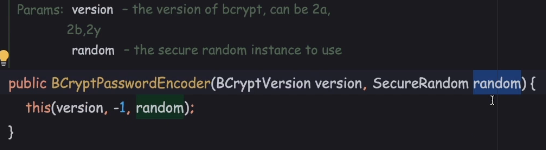 Params: version – the version of bcrypt, can be 2a,
2b,2y
random – the secure random instance to use
public BCryptPasswordEncoder(BCryptVersion version, SecureRandom random) {
this(version, -1, random);
}